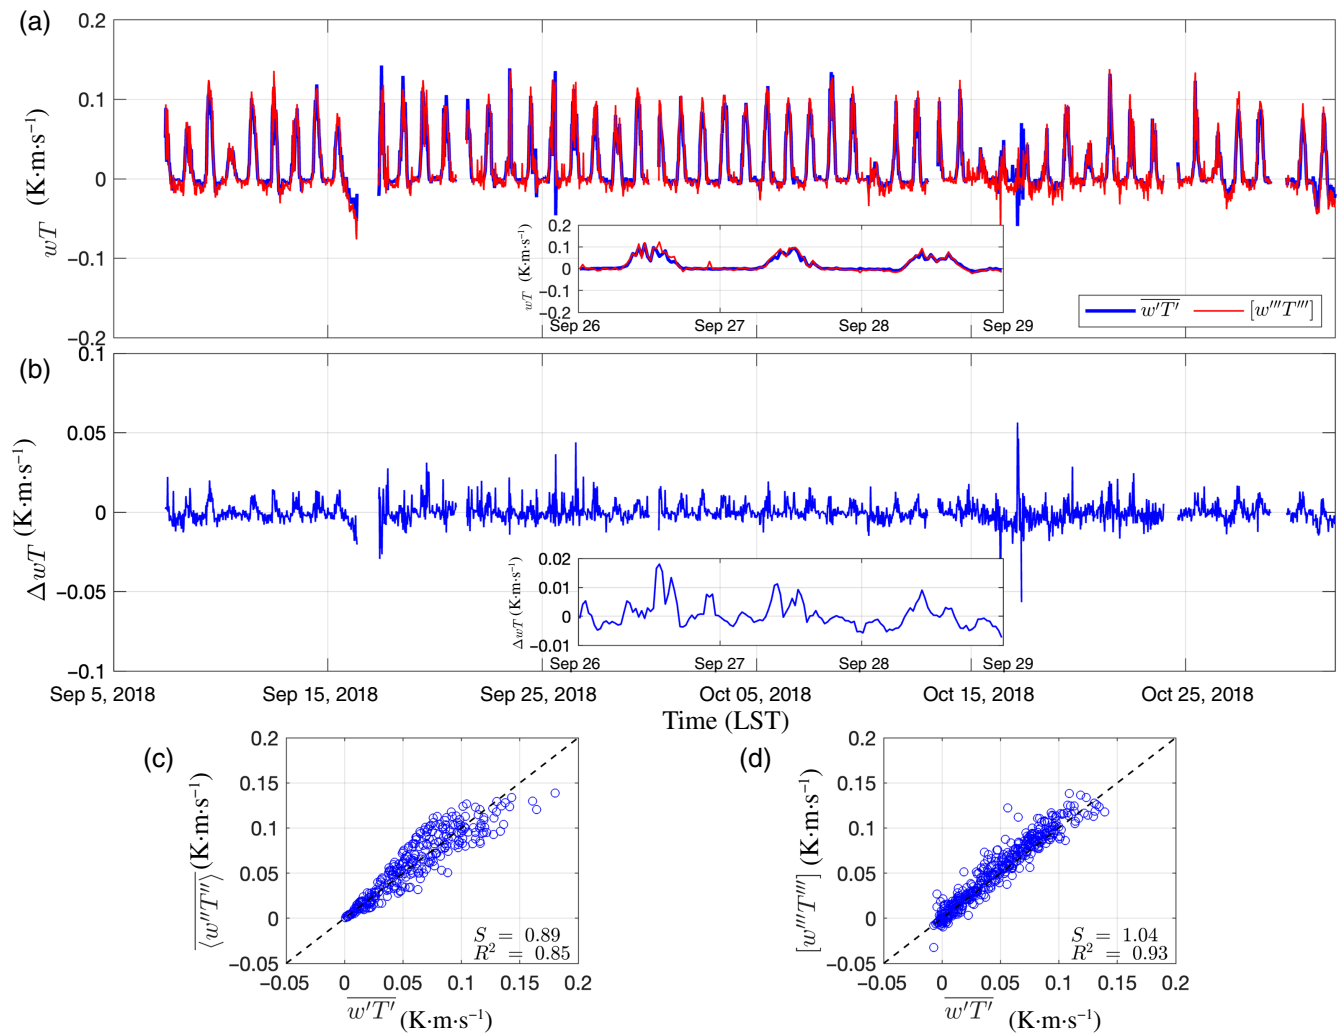 (a)
0.2
0.1
0
−0.1
−0.2
wT (K·m·s⁻¹)
0.2
0.1
0
−0.1
−0.2
wT (K·m·s⁻¹)
Sep 26 Sep 27 Sep 28 Sep 29
w′T′ [w‴T‴]
(b)
0.1
0.05
0
−0.05
−0.1
ΔwT (K·m·s⁻¹)
0.02
0.01
0
−0.01
ΔwT (K·m·s⁻¹)
Sep 26 Sep 27 Sep 28 Sep 29
Sep 5, 2018 Sep 15, 2018 Sep 25, 2018 Oct 05, 2018 Oct 15, 2018 Oct 25, 2018
Time (LST)
(c)
0.2
0.15
0.1
0.05
0
−0.05
⟨w″T″⟩ (K·m·s⁻¹)
S = 0.89
R² = 0.85
−0.05 0 0.05 0.1 0.15 0.2
w′T′ (K·m·s⁻¹)
(d)
0.2
0.15
0.1
0.05
0
−0.05
[w‴T‴] (K·m·s⁻¹)
S = 1.04
R² = 0.93
−0.05 0 0.05 0.1 0.15 0.2
w′T′ (K·m·s⁻¹)